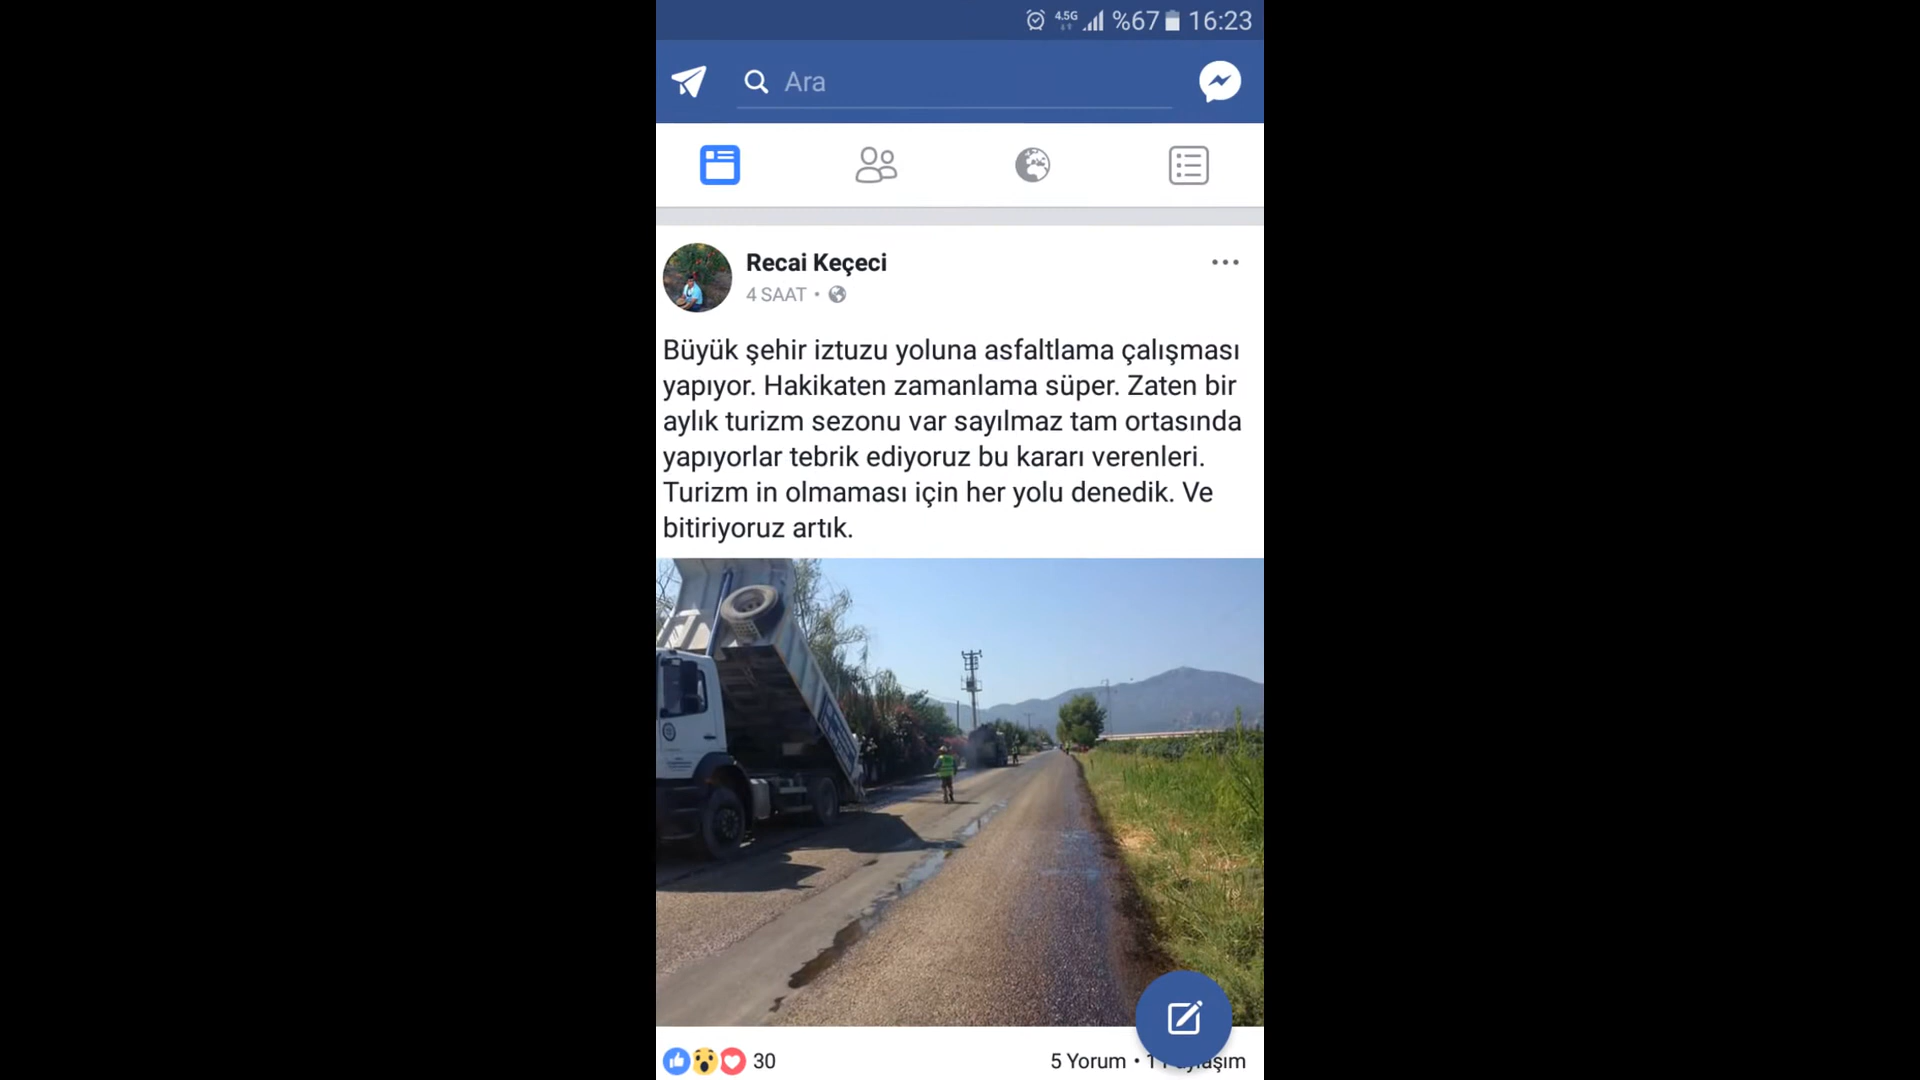 4.5G %67 16:23
Ara
Recai Keçeci
4 SAAT •
Büyük şehir iztuzu yoluna asfaltlama çalışması
yapıyor. Hakikaten zamanlama süper. Zaten bir
aylık turizm sezonu var sayılmaz tam ortasında
yapıyorlar tebrik ediyoruz bu kararı verenleri.
Turizm in olmaması için her yolu denedik. Ve
bitiriyoruz artık.
30 5 Yorum •